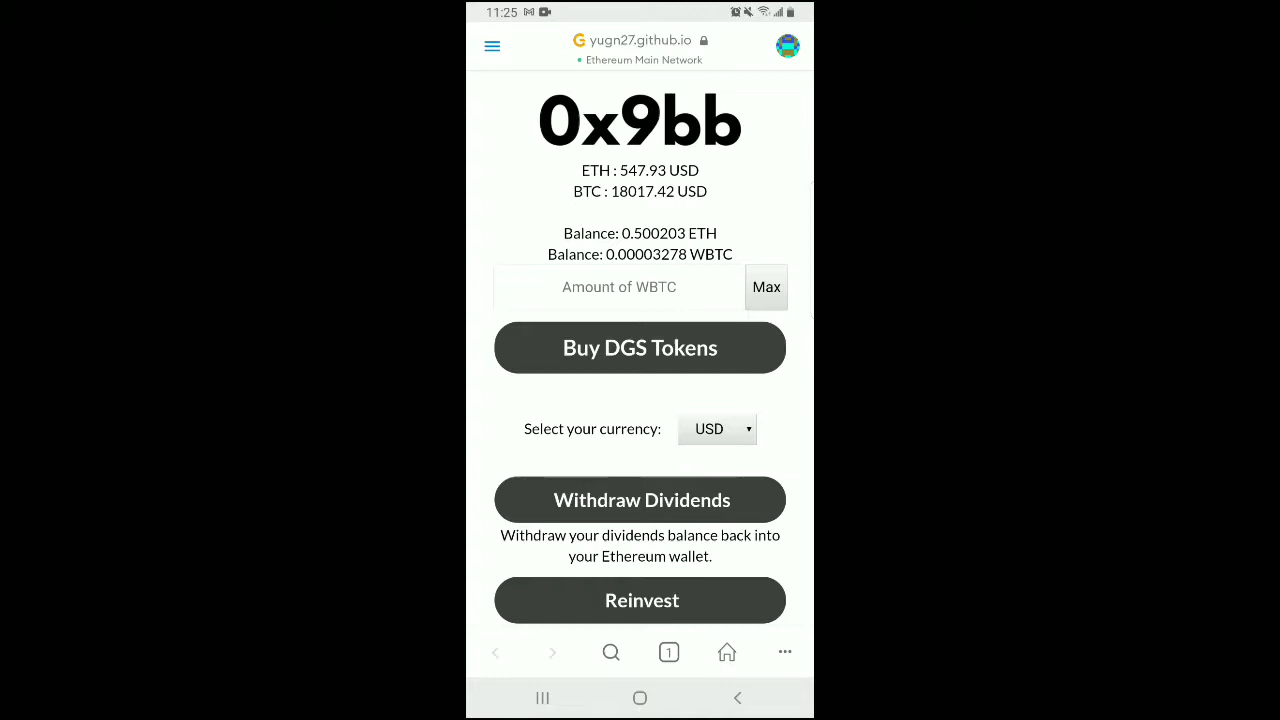 11:25
yugn27.github.io
Ethereum Main Network
0x9bb
ETH : 547.93 USD
BTC : 18017.42 USD
Balance: 0.500203 ETH
Balance: 0.00003278 WBTC
Amount of WBTC
Max
Buy DGS Tokens
Select your currency: USD
Withdraw Dividends
Withdraw your dividends balance back into
your Ethereum wallet.
Reinvest
1